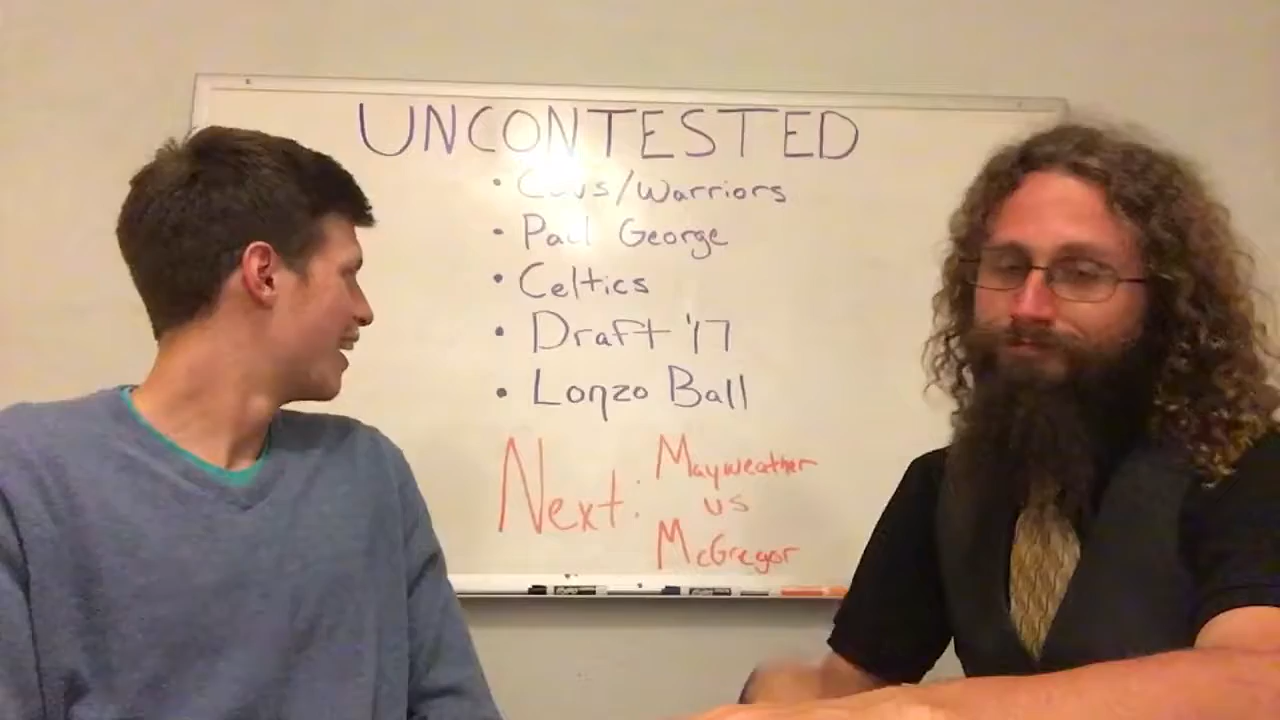 UNCONTESTED
• Cavs/Warriors
• Paul George
• Celtics
• Draft '17
• Lonzo Ball
Next: Mayweather
vs
McGregor